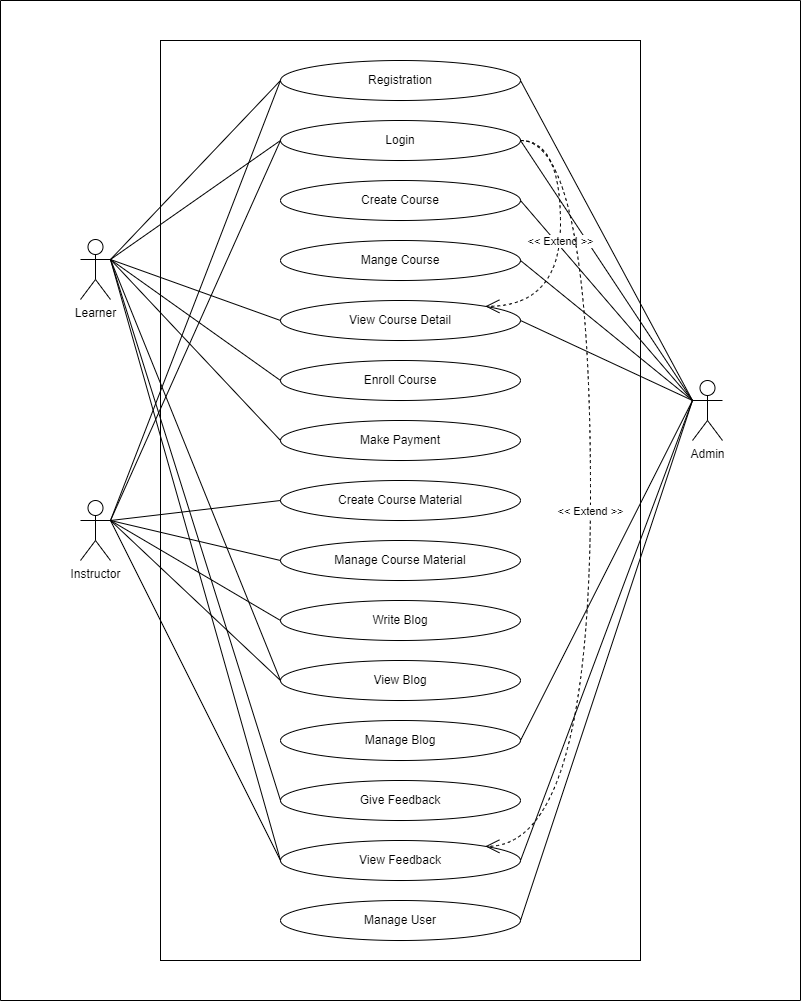 Registration
Login
Create Course
<< Extend >>
Mange Course
Learner
View Course Detail
Enroll Course
Make Payment
Admin
Create Course Material
<< Extend >>
Manage Course Material
Instructor
Write Blog
View Blog
Manage Blog
Give Feedback
View Feedback
Manage User